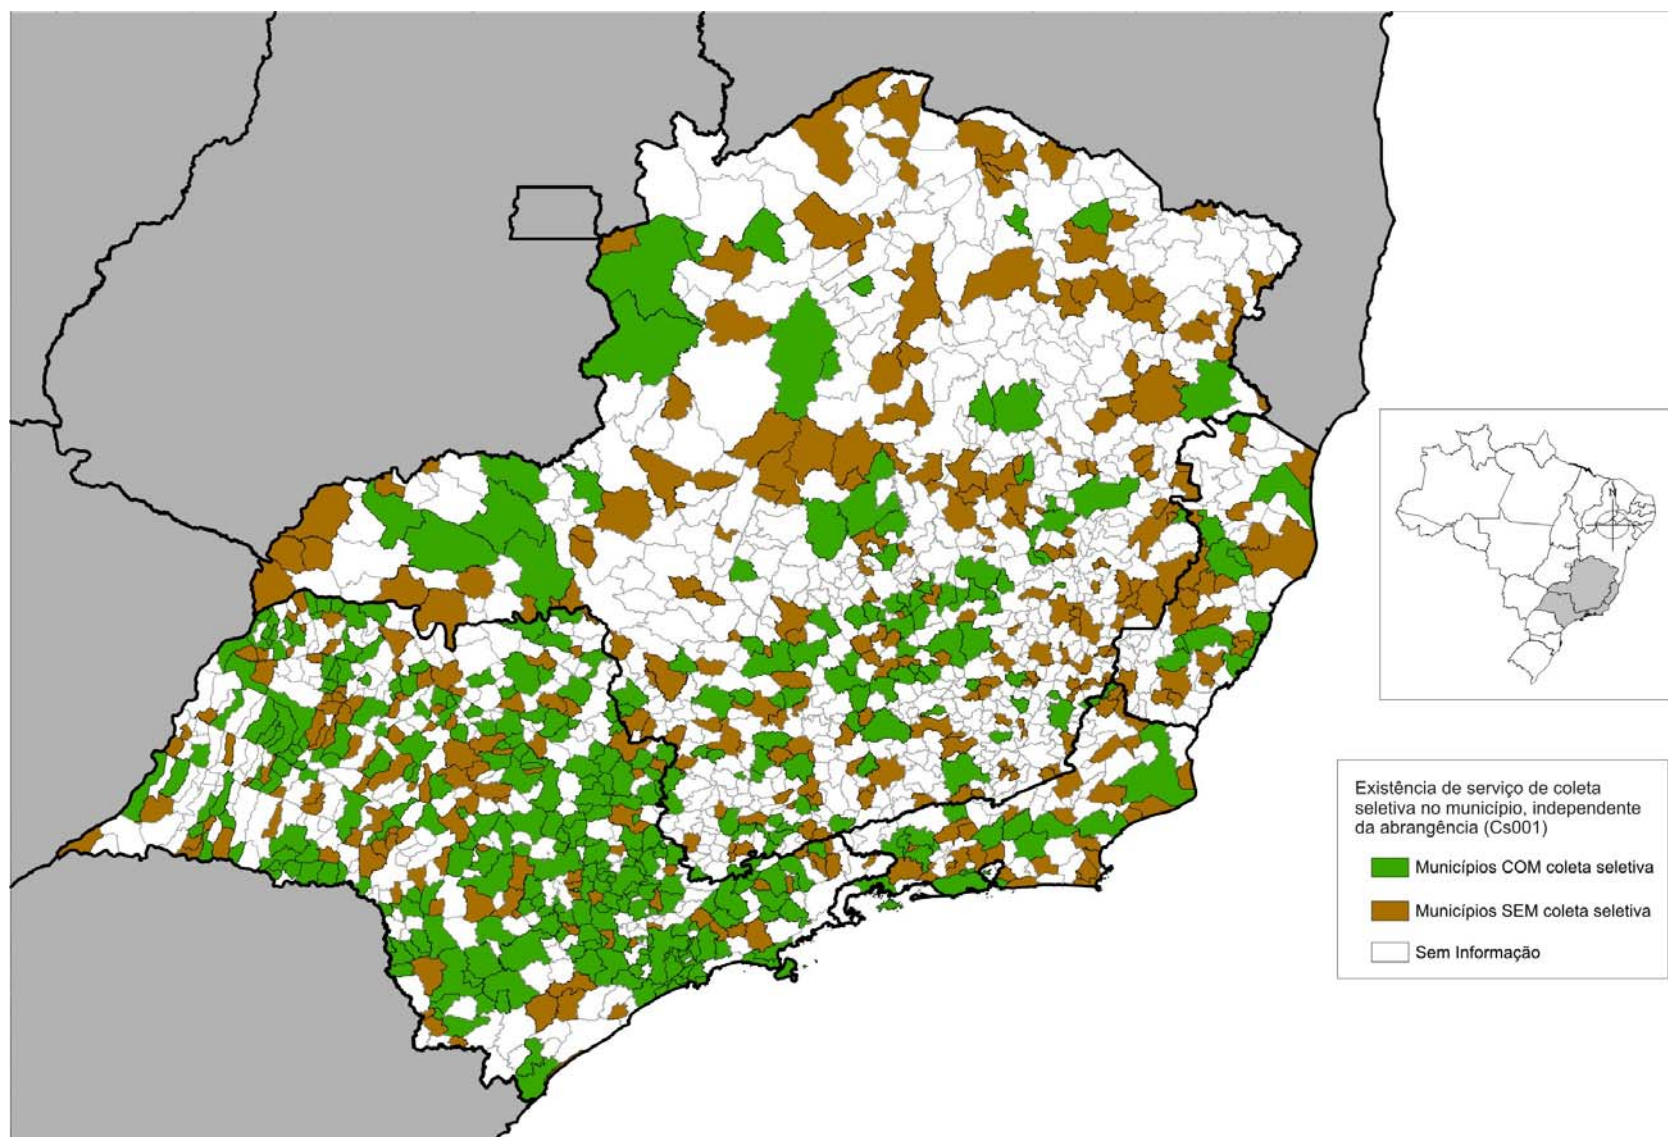 N
Existência de serviço de coleta
seletiva no município, independente
da abrangência (Cs001)
Municípios COM coleta seletiva
Municípios SEM coleta seletiva
Sem Informação